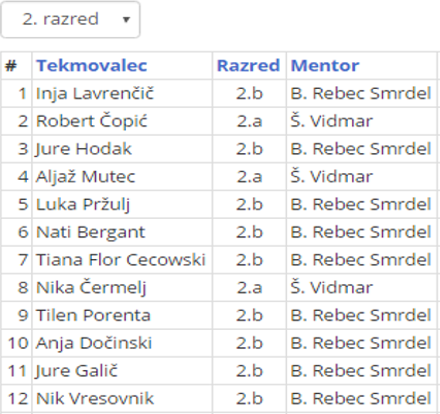 2. razred
# Tekmovalec Razred Mentor
1 Inja Lavrenčič 2.b B. Rebec Smrdel
2 Robert Čopić 2.a Š. Vidmar
3 Jure Hodak 2.b B. Rebec Smrdel
4 Aljaž Mutec 2.a Š. Vidmar
5 Luka Pržulj 2.b B. Rebec Smrdel
6 Nati Bergant 2.b B. Rebec Smrdel
7 Tiana Flor Cecowski 2.b B. Rebec Smrdel
8 Nika Čermelj 2.a Š. Vidmar
9 Tilen Porenta 2.b B. Rebec Smrdel
10 Anja Dočinski 2.b B. Rebec Smrdel
11 Jure Galič 2.b B. Rebec Smrdel
12 Nik Vresovnik 2.b B. Rebec Smrdel